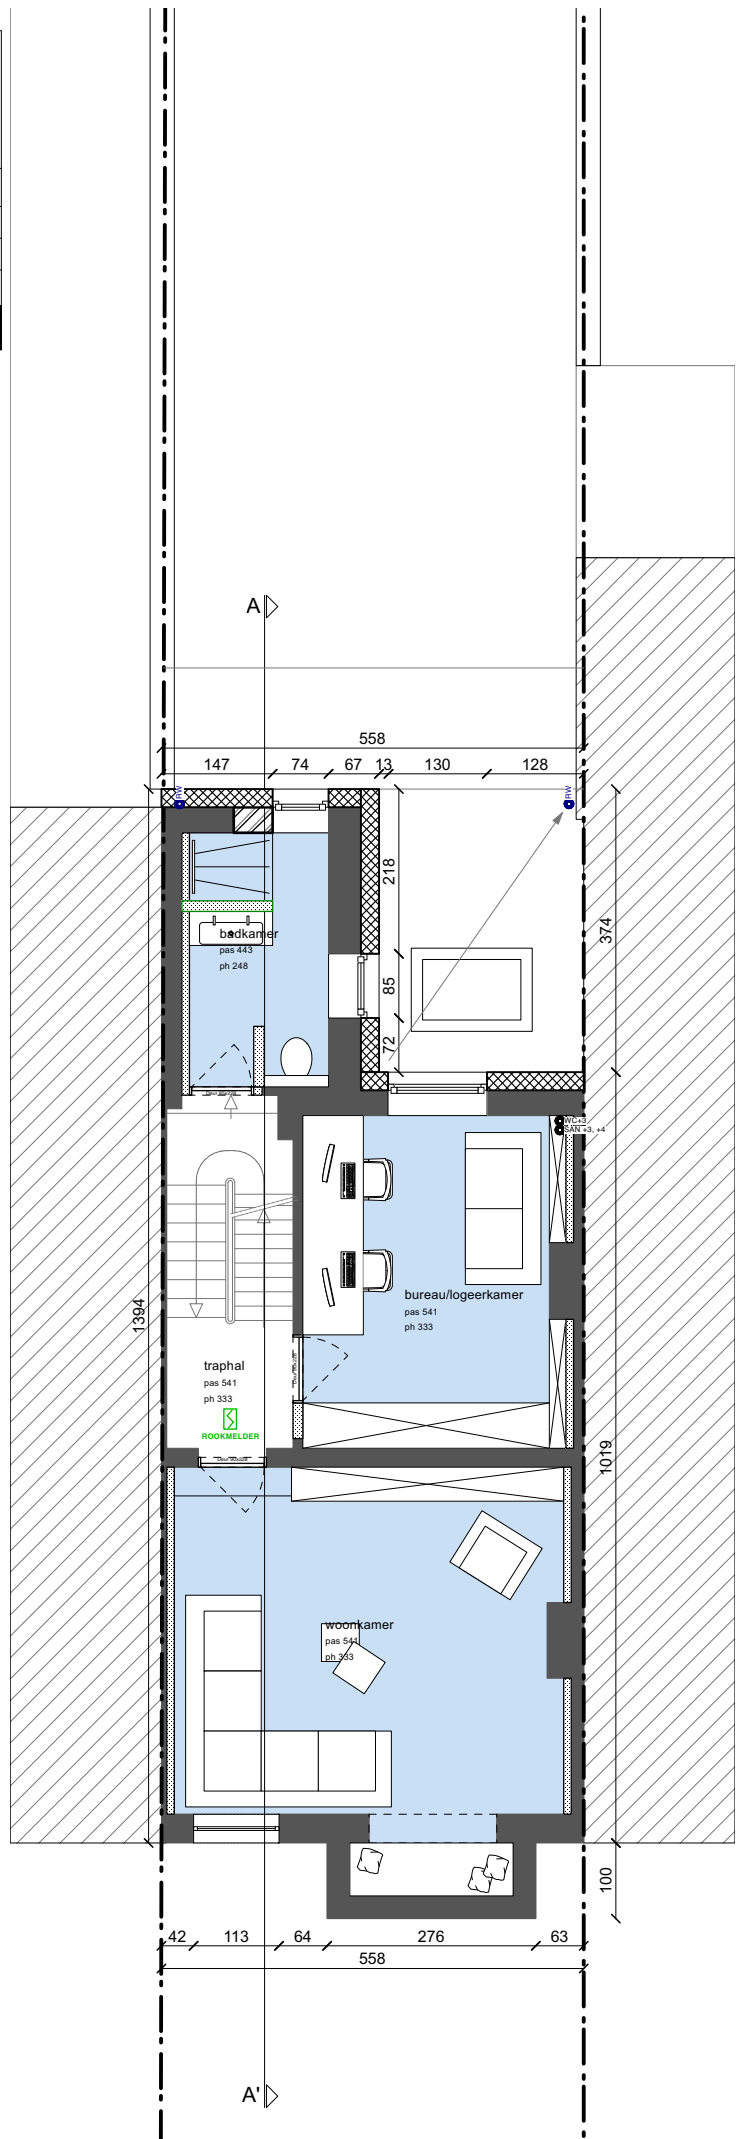 A
558
147 74 67 13 130 128
RW
RW
218
374
badkamer
pas 443
ph 248
85
72
WC+3
SAN +3, +4
bureau/logeerkamer
pas 541
ph 333
1394
traphal
pas 541
ph 333
ROOKMELDER
1019
woonkamer
pas 541
ph 333
100
42 113 64 276 63
558
A'